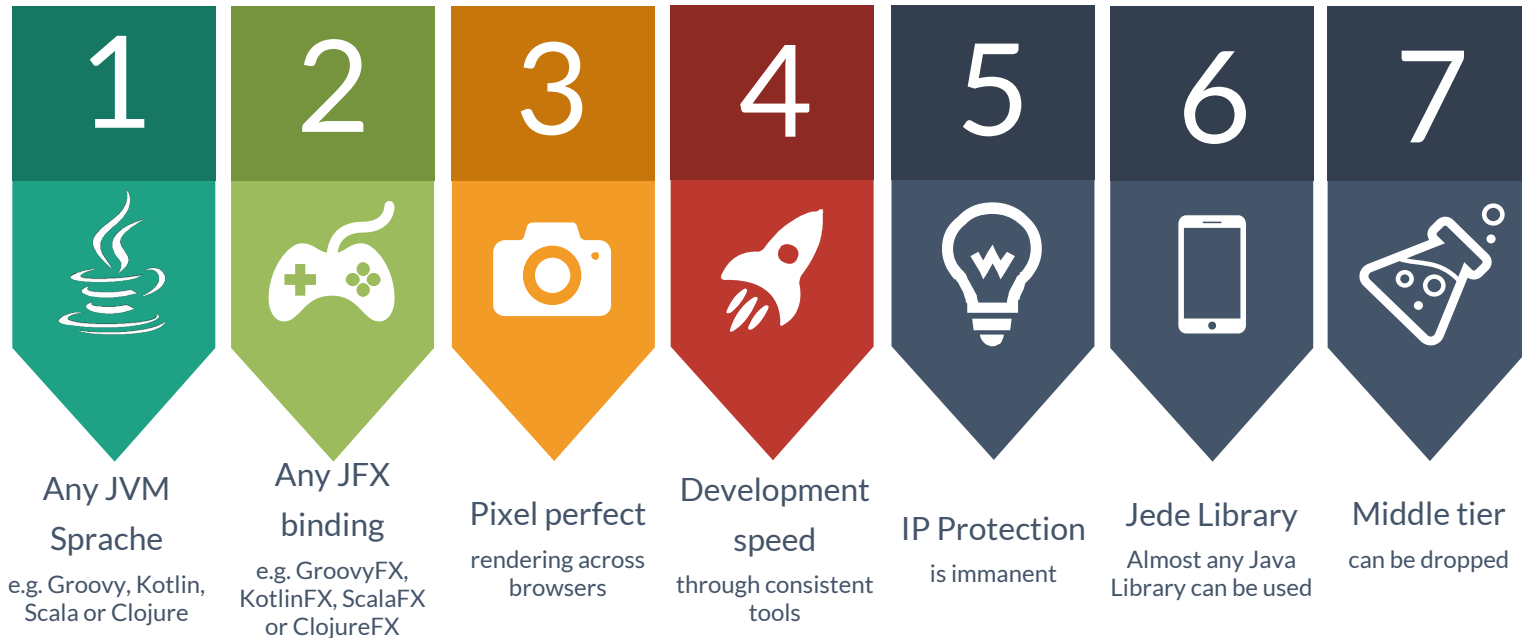 1
2
3
4
5
6
7
Any JVM
Sprache
e.g. Groovy, Kotlin,
Scala or Clojure
Any JFX
binding
e.g. GroovyFX,
KotlinFX, ScalaFX
or ClojureFX
Pixel perfect
rendering across
browsers
Development
speed
through consistent
tools
IP Protection
is immanent
Jede Library
Almost any Java
Library can be used
Middle tier
can be dropped